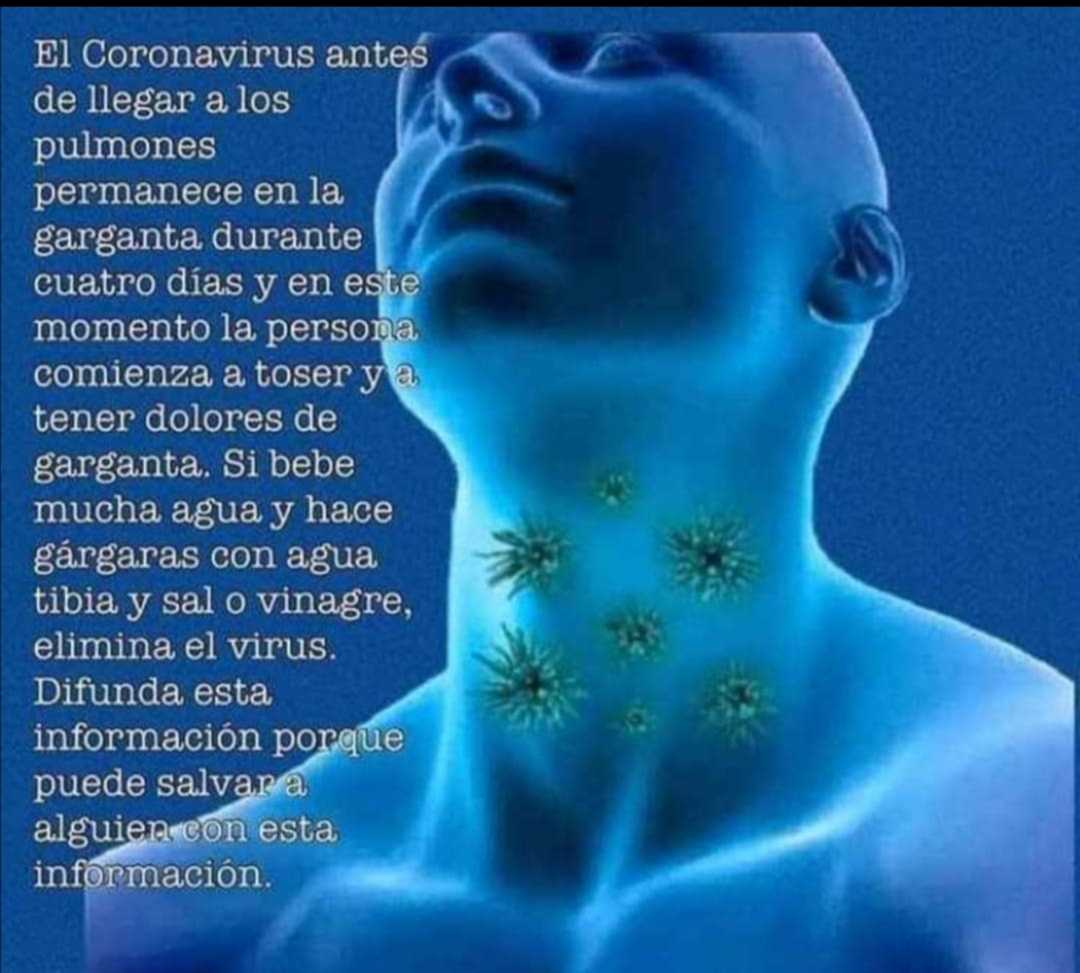 El Coronavirus antes
de llegar a los
pulmones
permanece en la
garganta durante
cuatro días y en este
momento la persona
comienza a toser y a
tener dolores de
garganta. Si bebe
mucha agua y hace
gárgaras con agua
tibia y sal o vinagre,
elimina el virus.
Difunda esta
información porque
puede salvar a
alguien con esta
información.